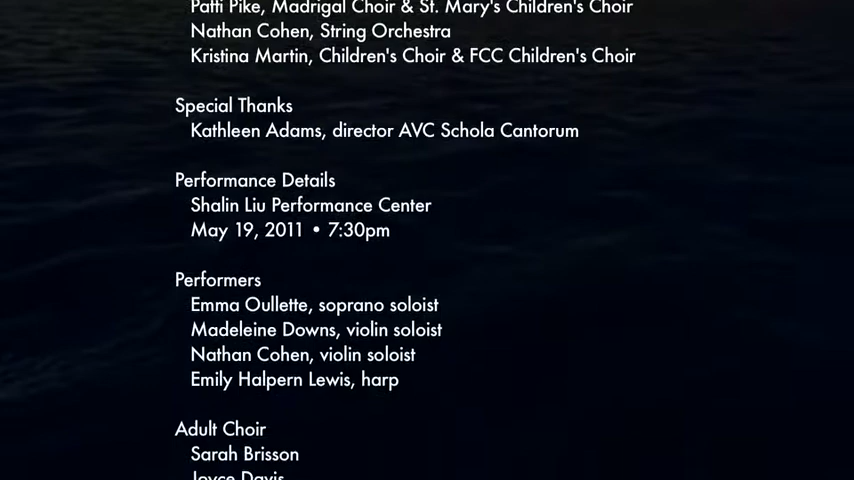 Patti Pike, Madrigal Choir & St. Mary's Children's Choir
Nathan Cohen, String Orchestra
Kristina Martin, Children's Choir & FCC Children's Choir
Special Thanks
Kathleen Adams, director AVC Schola Cantorum
Performance Details
Shalin Liu Performance Center
May 19, 2011 • 7:30pm
Performers
Emma Oullette, soprano soloist
Madeleine Downs, violin soloist
Nathan Cohen, violin soloist
Emily Halpern Lewis, harp
Adult Choir
Sarah Brisson
Joyce Davis